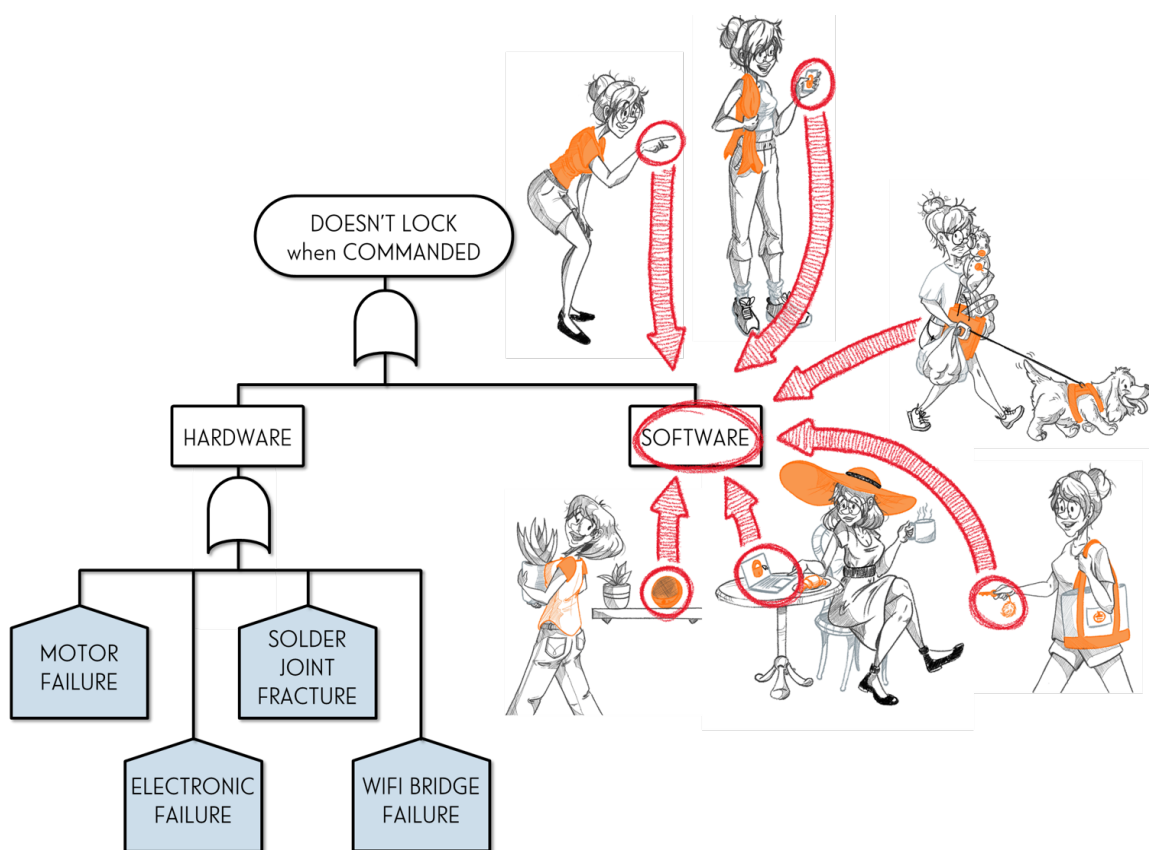 DOESN'T LOCK
when COMMANDED
HARDWARE
SOFTWARE
MOTOR
FAILURE
SOLDER
JOINT
FRACTURE
ELECTRONIC
FAILURE
WIFI BRIDGE
FAILURE